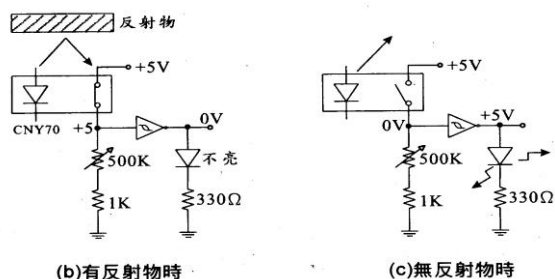 反射物
+5V
CNY70
+5
0V
500K
不亮
1K
330Ω
(b)有反射物時
+5V
0V
+5V
500K
1K
330Ω
(c)無反射物時